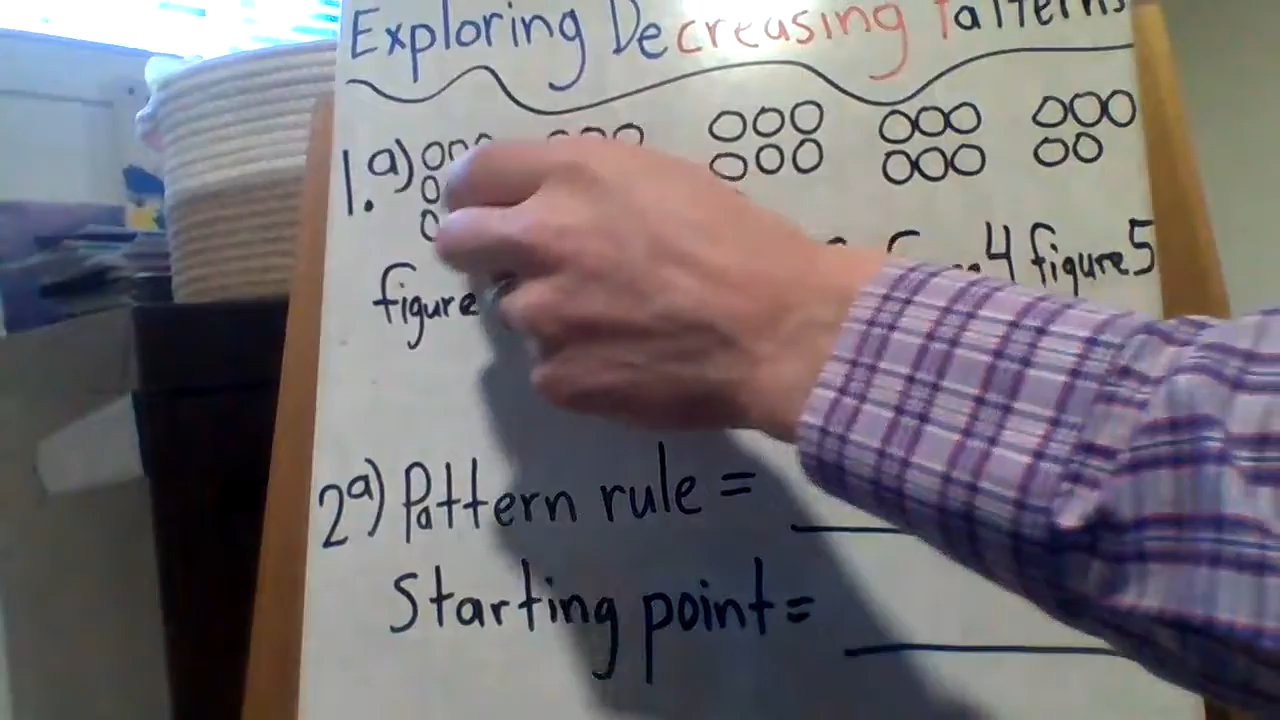 Exploring Decreasing Patterns
1. a)
figure 4 figure 5
2a) Pattern rule =
Starting point =